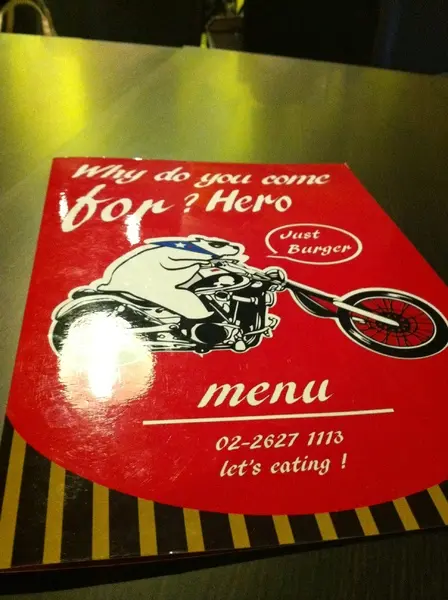 Why do you come
for? Hero
Just
Burger
menu
02-2627 1113
let's eating !